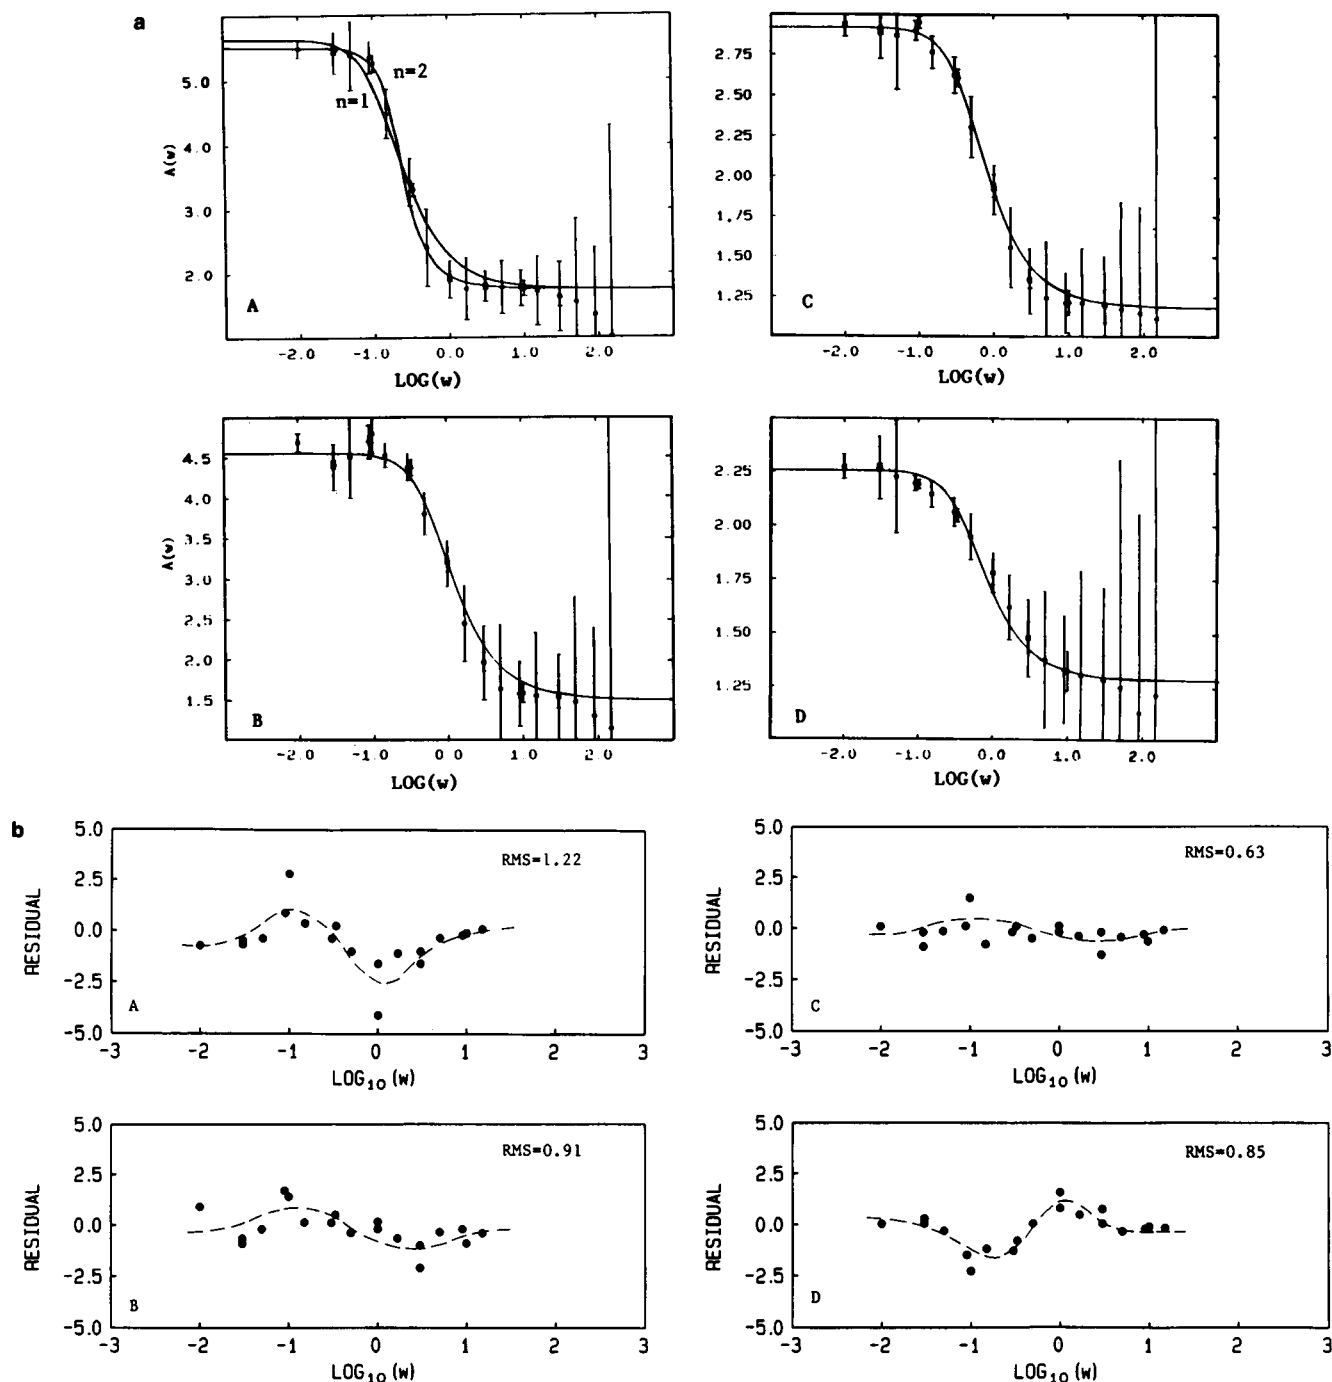 a
5.0
4.0
3.0
2.0
A(w)
n=2
n=1
A
-2.0 -1.0 0.0 1.0 2.0
LOG(w)
2.75
2.50
2.25
2.00
1.75
1.50
1.25
C
-2.0 -1.0 0.0 1.0 2.0
LOG(w)
4.5
4.0
3.5
3.0
2.5
2.0
1.5
A(w)
B
-2.0 -1.0 0.0 1.0 2.0
LOG(w)
2.25
2.00
1.75
1.50
1.25
D
-2.0 -1.0 0.0 1.0 2.0
LOG(w)
b
5.0
2.5
0.0
-2.5
-5.0
RESIDUAL
RMS=1.22
A
-3 -2 -1 0 1 2 3
LOG10 (w)
5.0
2.5
0.0
-2.5
-5.0
RESIDUAL
RMS=0.63
C
-3 -2 -1 0 1 2 3
LOG10 (w)
5.0
2.5
0.0
-2.5
-5.0
RESIDUAL
RMS=0.91
B
-3 -2 -1 0 1 2 3
LOG10 (w)
5.0
2.5
0.0
-2.5
-5.0
RESIDUAL
RMS=0.85
D
-3 -2 -1 0 1 2 3
LOG10 (w)